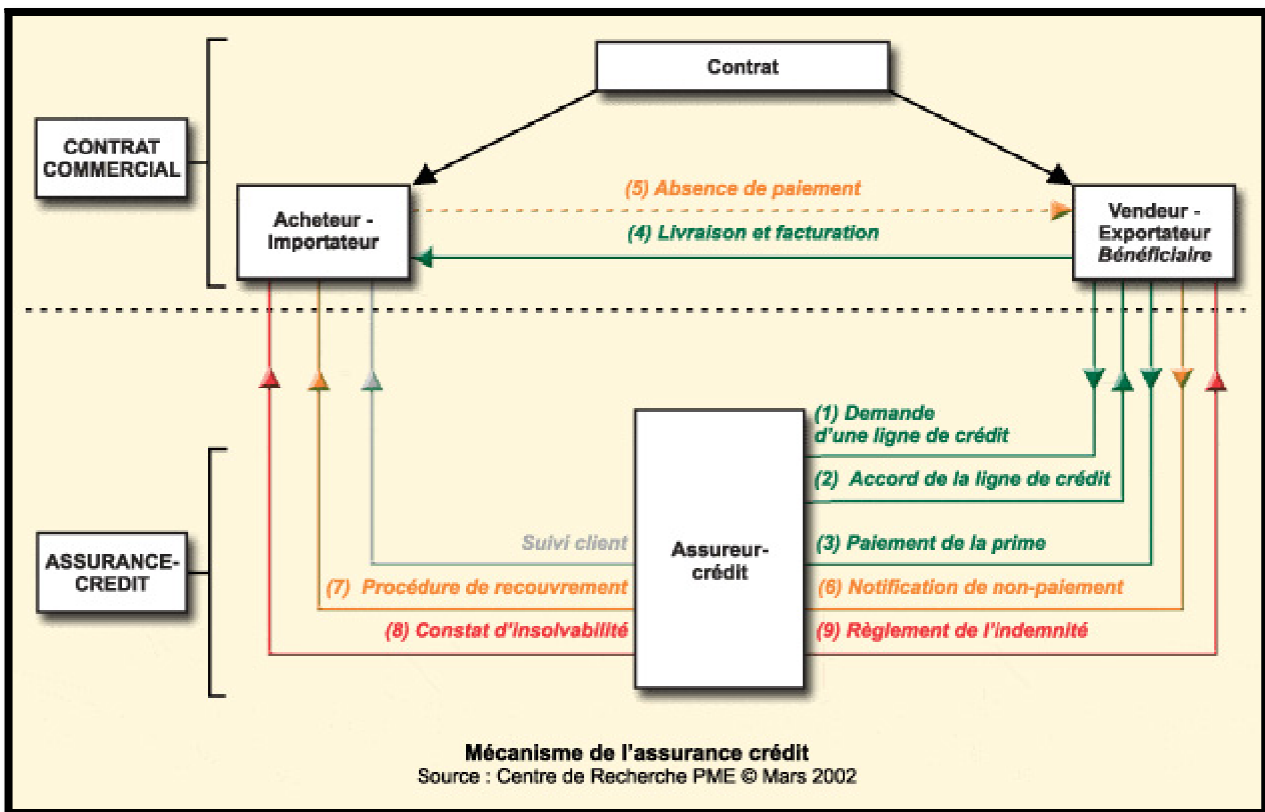 Contrat
CONTRAT
COMMERCIAL
Acheteur -
Importateur
(5) Absence de paiement
(4) Livraison et facturation
Vendeur -
Exportateur
Bénéficiaire
(1) Demande
d'une ligne de crédit
(2) Accord de la ligne de crédit
ASSURANCE-
CREDIT
Suivi client
(7) Procédure de recouvrement
(8) Constat d'insolvabilité
Assureur-
crédit
(3) Paiement de la prime
(6) Notification de non-paiement
(9) Règlement de l'indemnité
Mécanisme de l'assurance crédit
Source : Centre de Recherche PME © Mars 2002